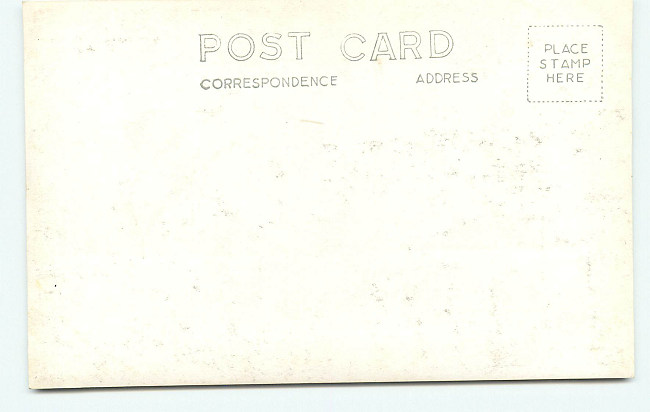 POST CARD
CORRESPONDENCE ADDRESS
PLACE
STAMP
HERE